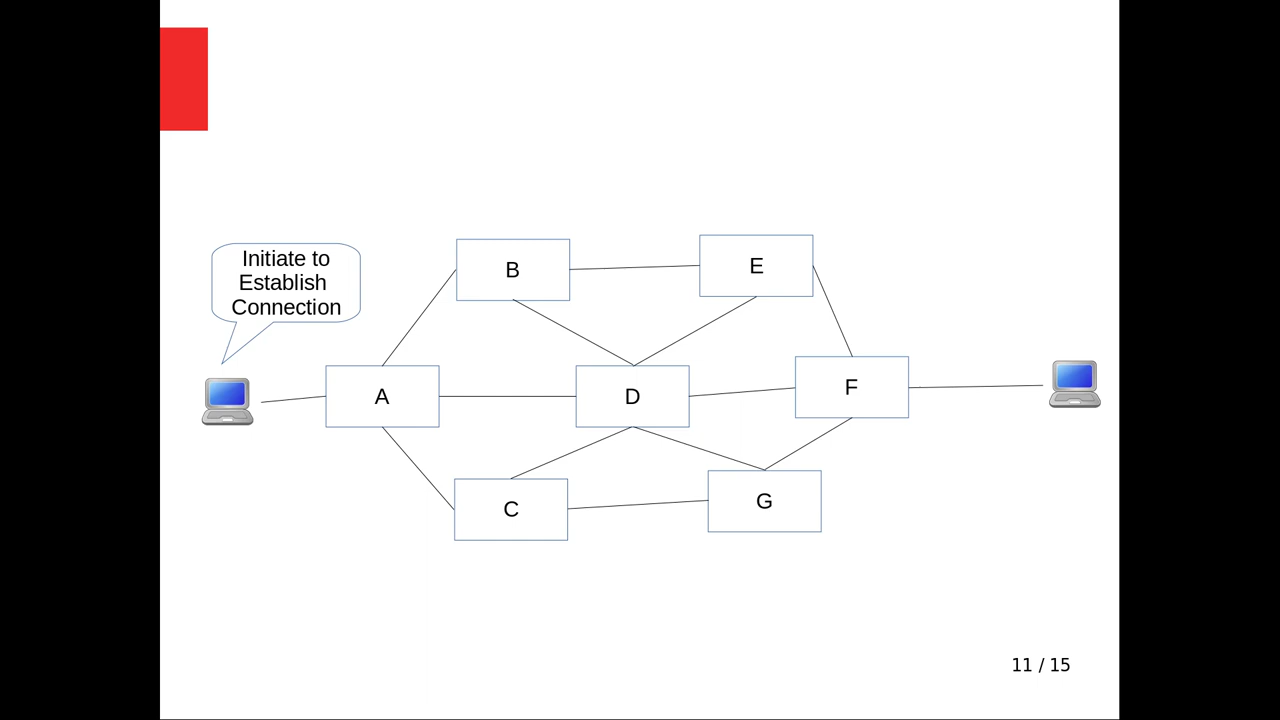 Initiate to
Establish
Connection
B
E
A
D
F
C
G
11 / 15